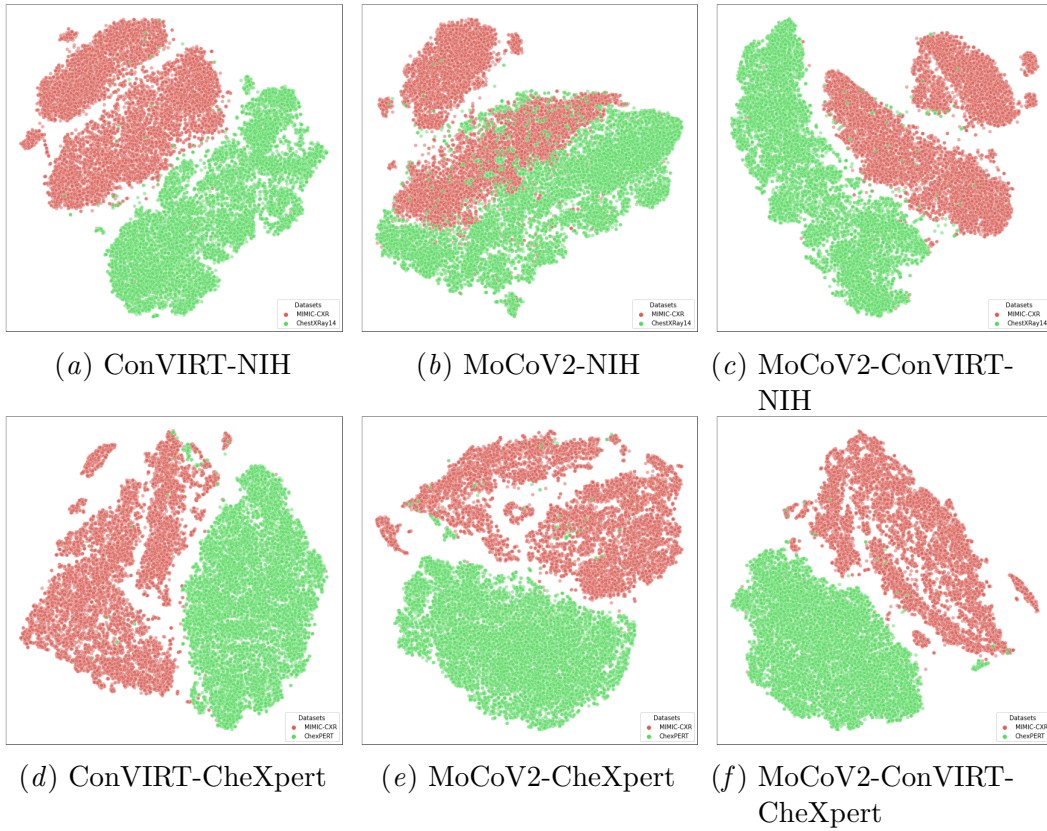 Datasets
MIMIC-CXR
ChestXRay14
Datasets
MIMIC-CXR
ChestXRay14
Datasets
MIMIC-CXR
ChestXRay14
(a) ConVIRT-NIH
(b) MoCoV2-NIH
(c) MoCoV2-ConVIRT-
NIH
Datasets
MIMIC-CXR
ChexPERT
Datasets
MIMIC-CXR
ChexPERT
Datasets
MIMIC-CXR
ChexPERT
(d) ConVIRT-CheXpert
(e) MoCoV2-CheXpert
(f) MoCoV2-ConVIRT-
CheXpert